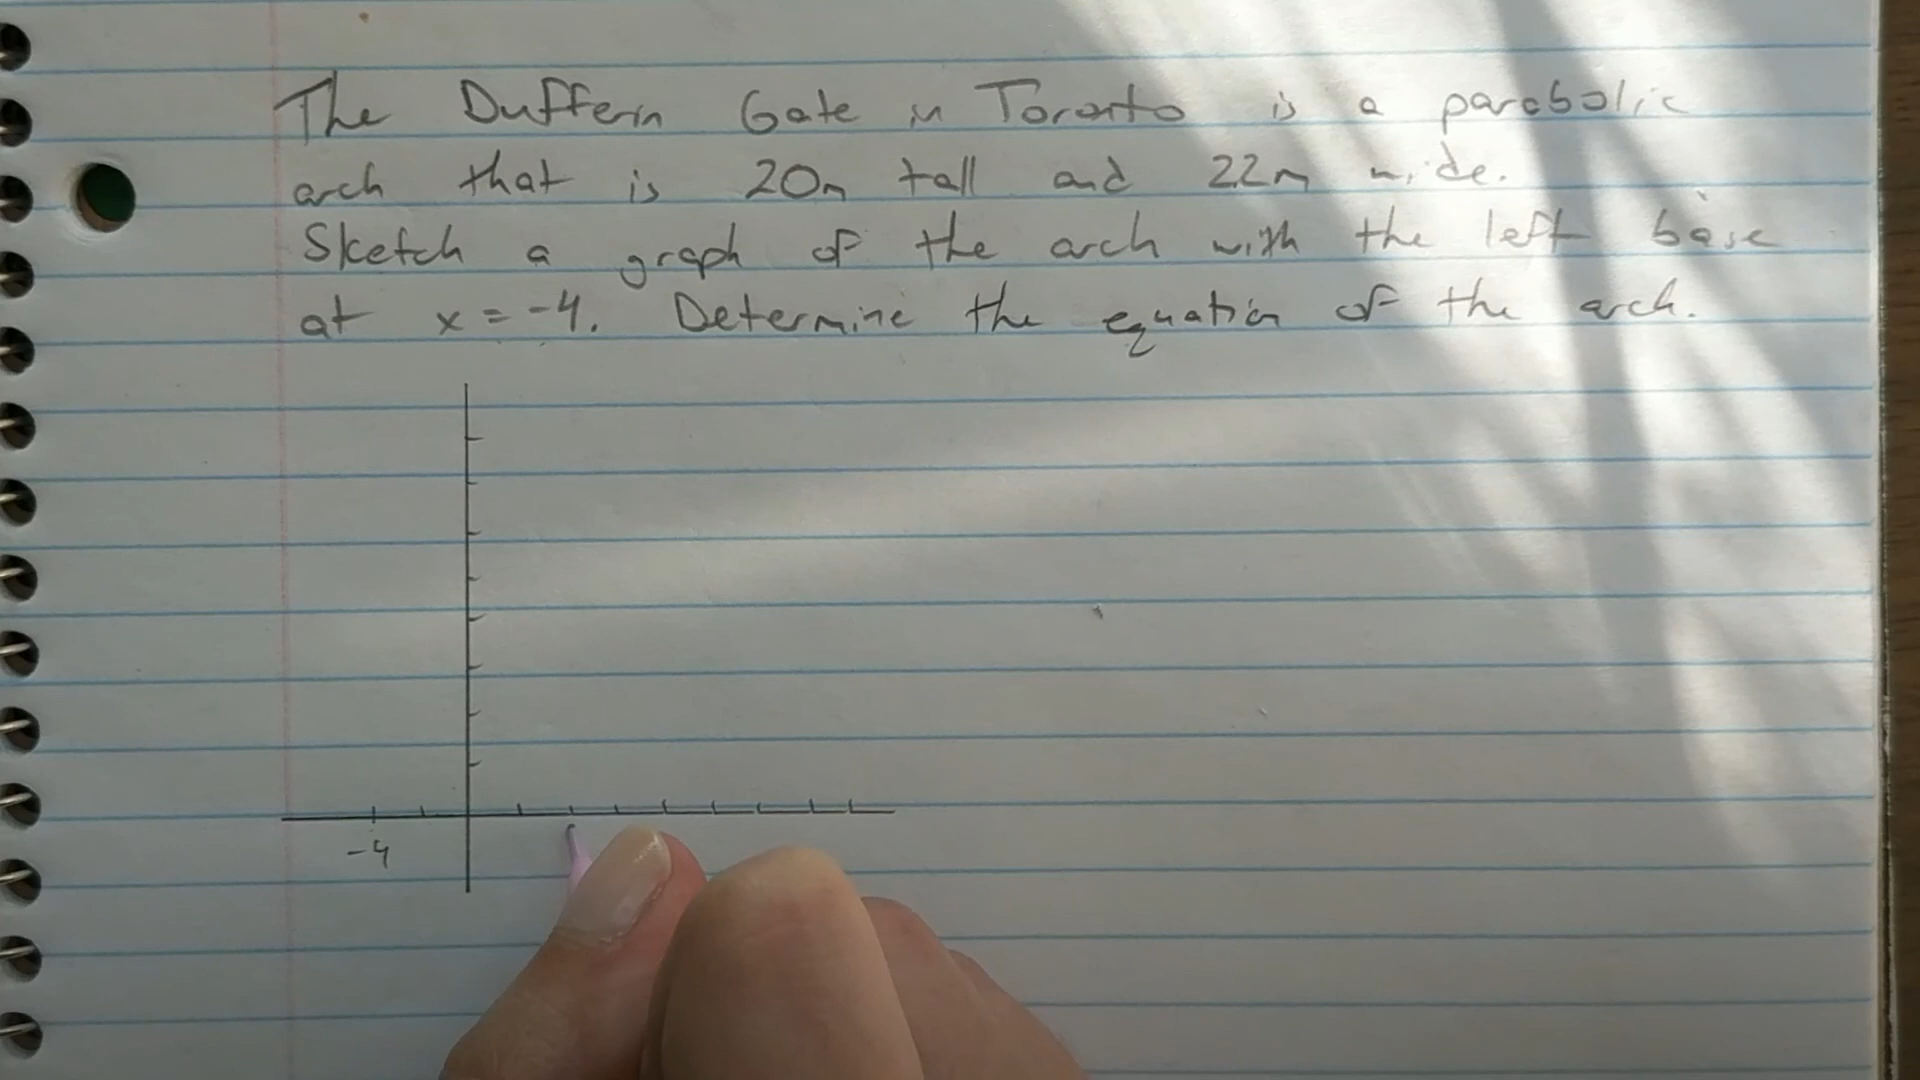 The Dufferin Gate in Toronto is a parabolic
arch that is 20m tall and 22m wide.
Sketch a graph of the arch with the left base
at x = -4. Determine the equation of the arch.
-4